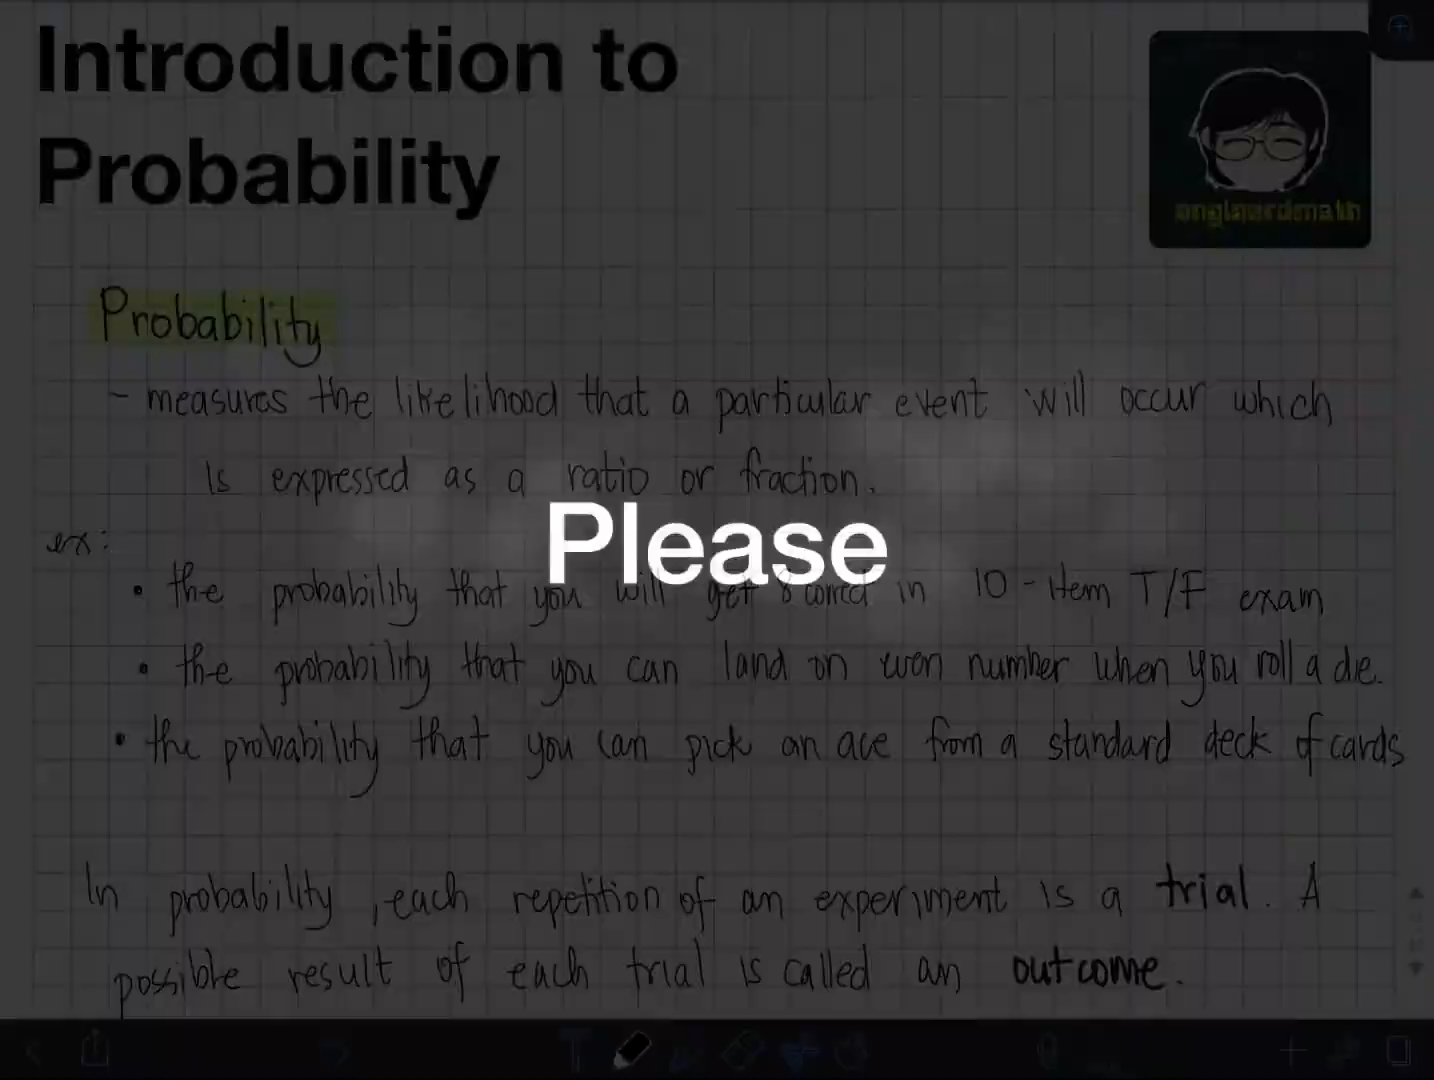 Introduction to
Probability
englawrdmath
Probability
- measures the likelihood that a particular event will occur which
is expressed as a ratio or fraction.
Please
ex:
• the probability that you will get 8 correct in 10-item T/F exam
• the probability that you can land on even number when you roll a die.
• the probability that you can pick an ace from a standard deck of cards
In probability, each repetition of an experiment is a trial. A
possible result of each trial is called an outcome.